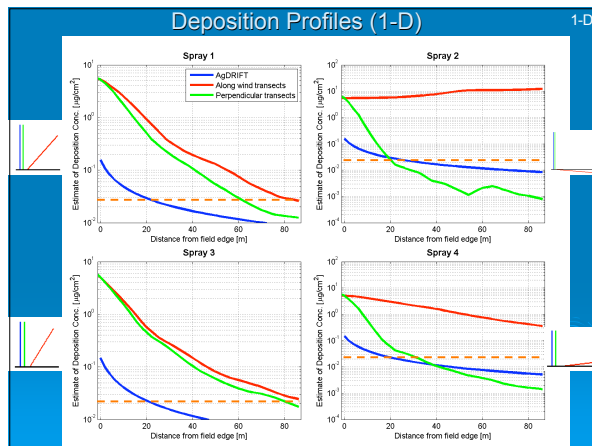 Deposition Profiles (1-D)
1-D
Spray 1
AgDRIFT
Along wind transects
Perpendicular transects
Estimate of Deposition Conc. [µg/cm²]
10¹
10⁰
10⁻¹
10⁻²
0 20 40 60 80
Distance from field edge [m]
Spray 2
Estimate of Deposition Conc. [µg/cm²]
10¹
10⁰
10⁻¹
10⁻²
10⁻³
10⁻⁴
0 20 40 60 80
Distance from field edge [m]
Spray 3
Estimate of Deposition Conc. [µg/cm²]
10¹
10⁰
10⁻¹
10⁻²
0 20 40 60 80
Distance from field edge [m]
Spray 4
Estimate of Deposition Conc. [µg/cm²]
10¹
10⁰
10⁻¹
10⁻²
10⁻³
10⁻⁴
0 20 40 60 80
Distance from field edge [m]